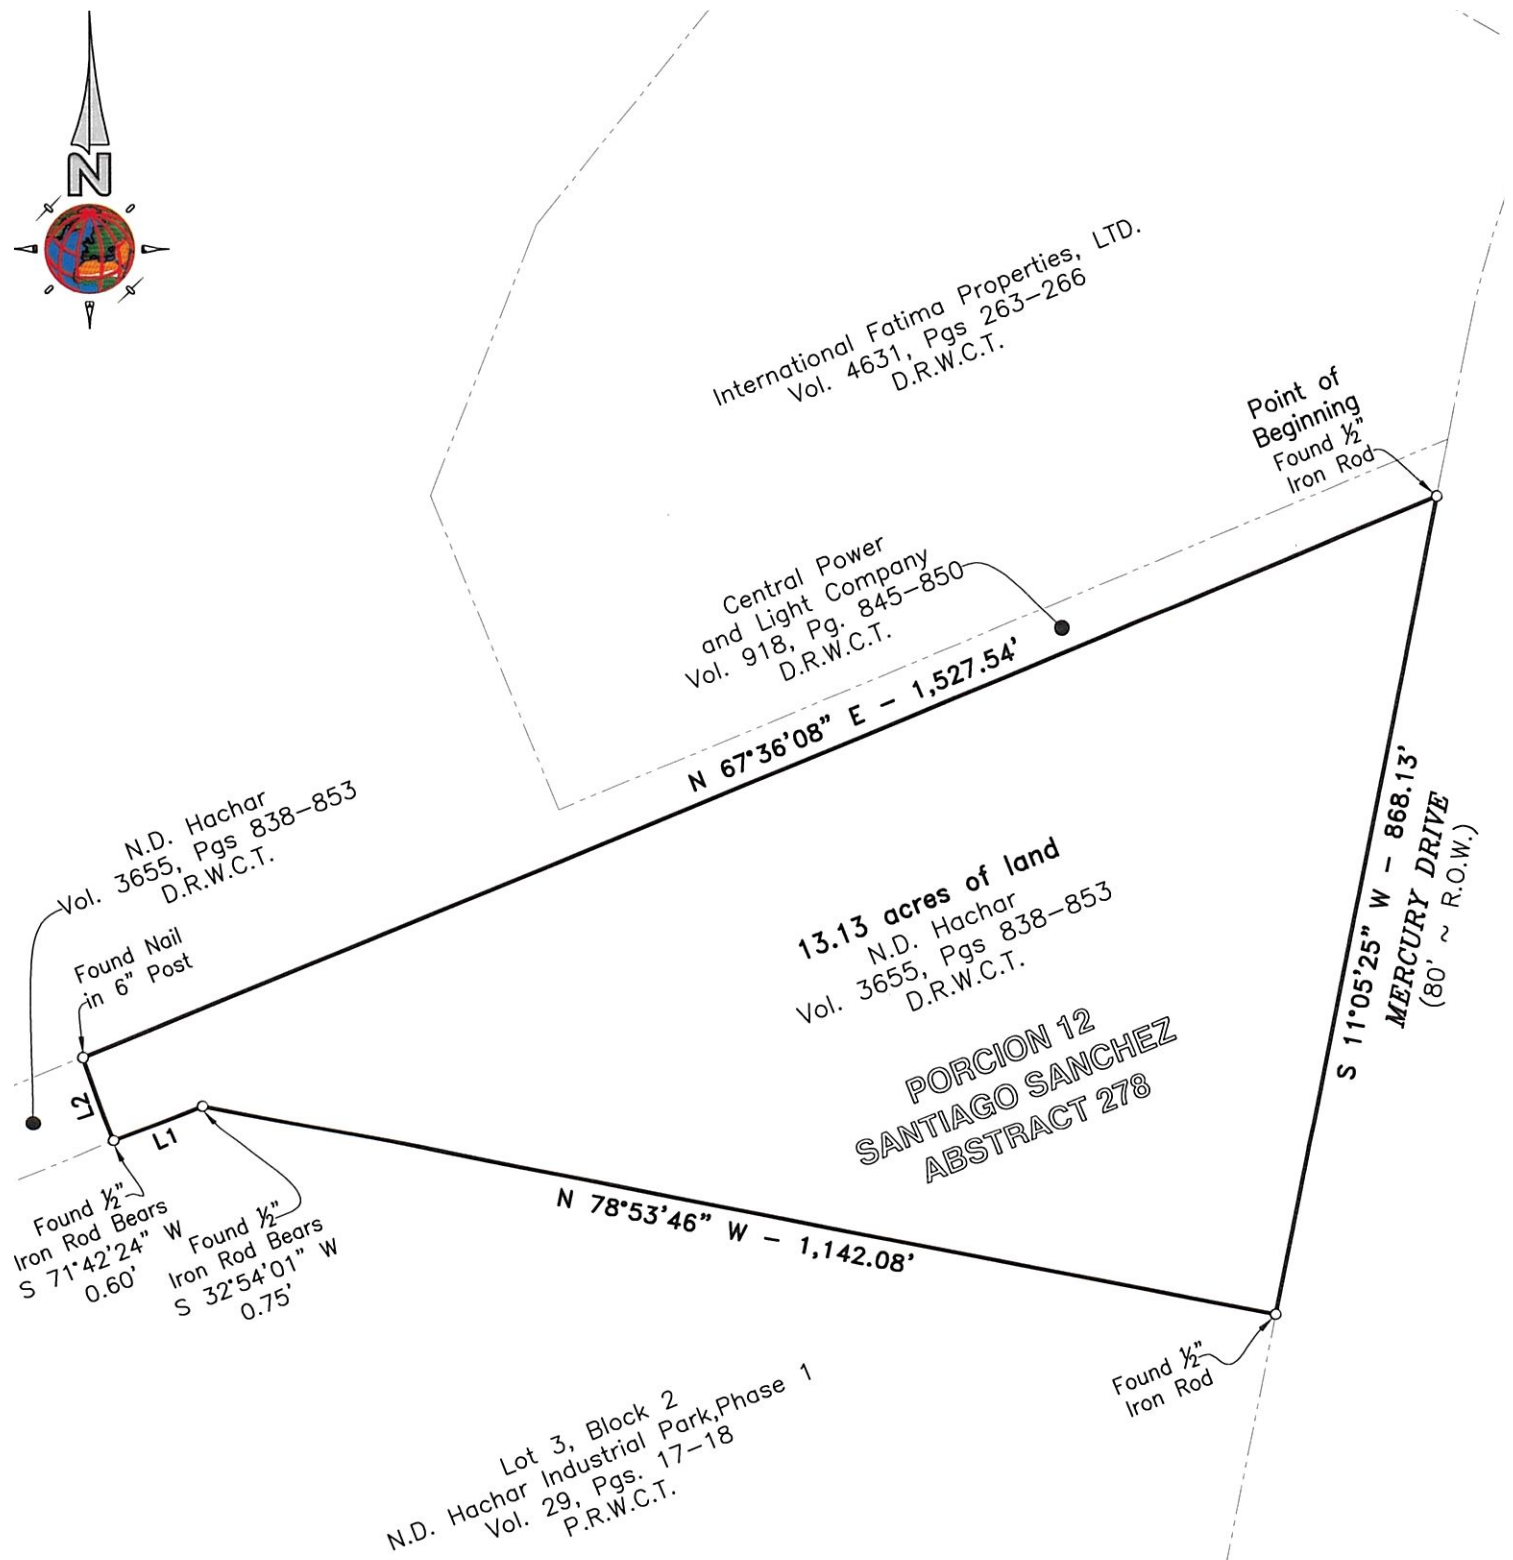 N
International Fatima Properties, LTD.
Vol. 4631, Pgs 263-266
D.R.W.C.T.
Point of
Beginning
Found ½"
Iron Rod
Central Power
and Light Company
Vol. 918, Pg. 845-850
D.R.W.C.T.
N 67°36'08" E - 1,527.54'
N.D. Hachar
Vol. 3655, Pgs 838-853
D.R.W.C.T.
Found Nail
in 6" Post
13.13 acres of land
N.D. Hachar
Vol. 3655, Pgs 838-853
D.R.W.C.T.
PORCION 12
SANTIAGO SANCHEZ
ABSTRACT 278
S 11°05'25" W - 868.13'
MERCURY DRIVE
(80' ~ R.O.W.)
L2
L1
Found ½"
Iron Rod Bears
S 71°42'24" W
0.60'
Found ½"
Iron Rod Bears
S 32°54'01" W
0.75'
N 78°53'46" W - 1,142.08'
Found ½"
Iron Rod
Lot 3, Block 2
N.D. Hachar Industrial Park,Phase 1
Vol. 29, Pgs. 17-18
P.R.W.C.T.